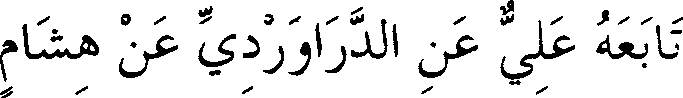 تَابَعَهُ عَلِيٌّ عَنِ الدَّرَاوَرْدِيِّ عَنْ هِشَامٍ